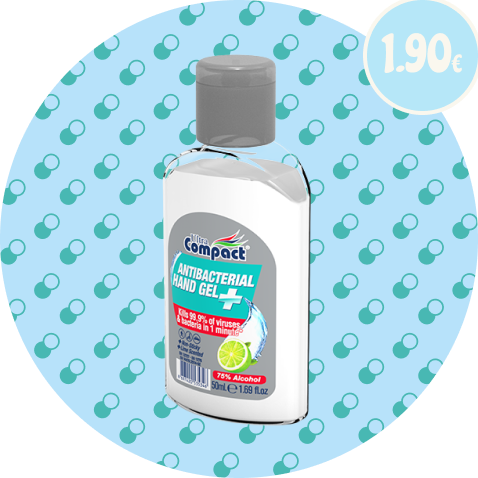 1.90€
Ultra
Compact
ANTIBACTERIAL
HAND GEL
Kills 99.9% of viruses
& bacteria in 1 minute
75% Alcohol
50ml.e 1.69 fl.oz